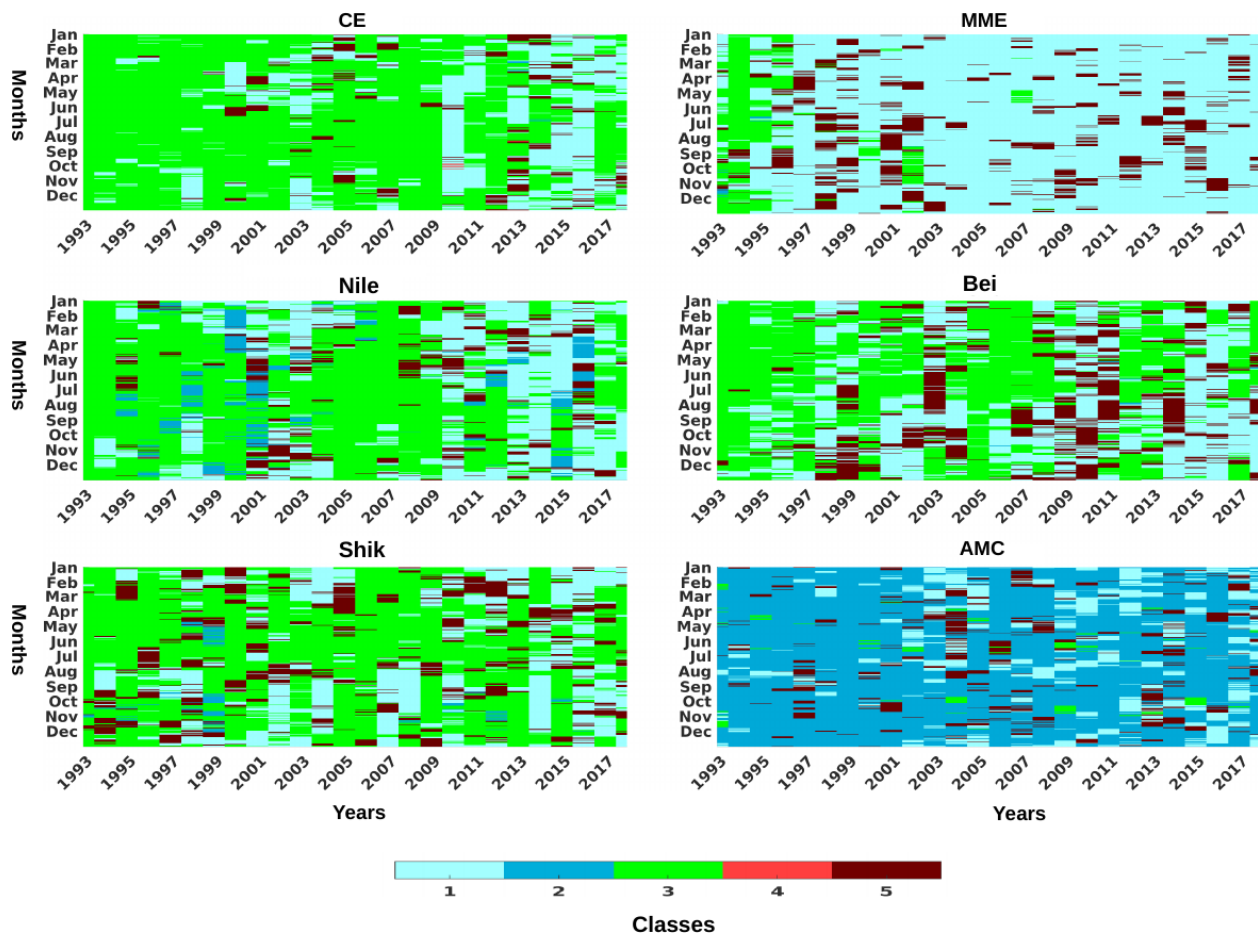 CE
Months
Jan
Feb
Mar
Apr
May
Jun
Jul
Aug
Sep
Oct
Nov
Dec
1993 1995 1997 1999 2001 2003 2005 2007 2009 2011 2013 2015 2017
MME
Jan
Feb
Mar
Apr
May
Jun
Jul
Aug
Sep
Oct
Nov
Dec
1993 1995 1997 1999 2001 2003 2005 2007 2009 2011 2013 2015 2017
Nile
Months
Jan
Feb
Mar
Apr
May
Jun
Jul
Aug
Sep
Oct
Nov
Dec
1993 1995 1997 1999 2001 2003 2005 2007 2009 2011 2013 2015 2017
Bei
Jan
Feb
Mar
Apr
May
Jun
Jul
Aug
Sep
Oct
Nov
Dec
1993 1995 1997 1999 2001 2003 2005 2007 2009 2011 2013 2015 2017
Shik
Months
Jan
Feb
Mar
Apr
May
Jun
Jul
Aug
Sep
Oct
Nov
Dec
1993 1995 1997 1999 2001 2003 2005 2007 2009 2011 2013 2015 2017
Years
AMC
Jan
Feb
Mar
Apr
May
Jun
Jul
Aug
Sep
Oct
Nov
Dec
1993 1995 1997 1999 2001 2003 2005 2007 2009 2011 2013 2015 2017
Years
1 2 3 4 5
Classes